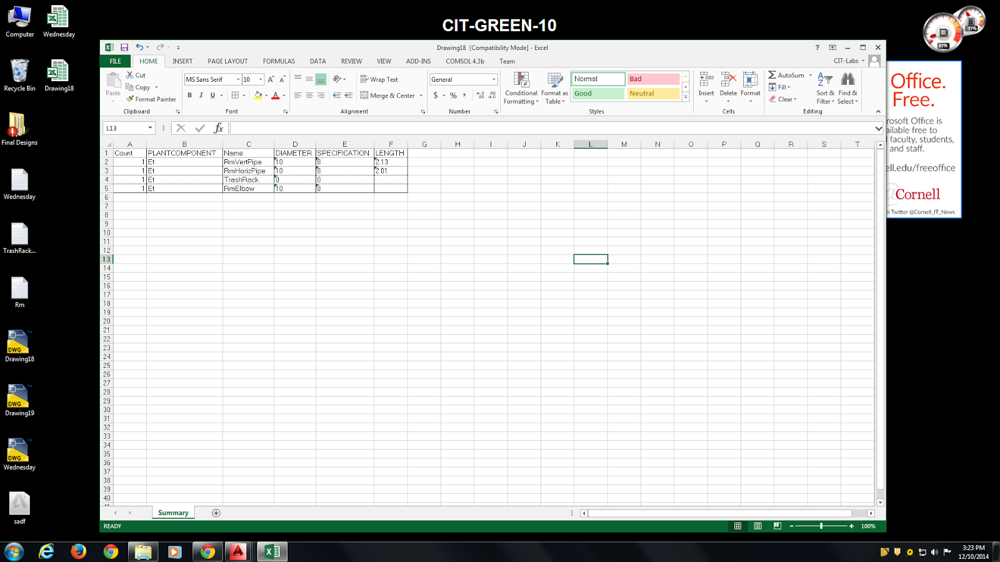 CIT-GREEN-10
Computer
Wednesday
Recycle Bin
Drawing18
Final Designs
Wednesday
TrashRack...
Rm
DWG
Drawing18
DWG
Drawing19
DWG
Wednesday
sadf
Drawing18 [Compatibility Mode] - Excel
FILE HOME INSERT PAGE LAYOUT FORMULAS DATA REVIEW VIEW ADD-INS COMSOL 4.3b Team CIT-Labs
Paste
Cut
Copy
Format Painter
Clipboard
MS Sans Serif 10
B I U
Font
Wrap Text
Merge & Center
Alignment
General
$ % ,
Number
Conditional Formatting
Format as Table
Normal Bad
Good Neutral
Styles
Insert Delete Format
Cells
AutoSum
Fill
Clear
Sort & Filter
Find & Select
Editing
L13 fx
A B C D E F G H I J K L M N O P Q R S T
1 Count PLANTCOMPONENT Name DIAMETER SPECIFICATION LENGTH
2 1 Et RmVertPipe 10 8 2.13
3 1 Et RmHorizPipe 10 8 2.01
4 1 Et TrashRack 0 0
5 1 Et RmElbow 10 8
6
7
8
9
10
11
12
13
14
15
16
17
18
19
20
21
22
23
24
25
26
27
28
29
30
31
32
33
34
35
36
37
38
39
40
Summary
READY 100%
07% 37%
Office.
Free.
rosoft Office is
ailable free to
faculty, students,
and staff.
ell.edu/freeoffice
@Cornell
n Twitter @Cornell_IT_News
3:23 PM
12/10/2014